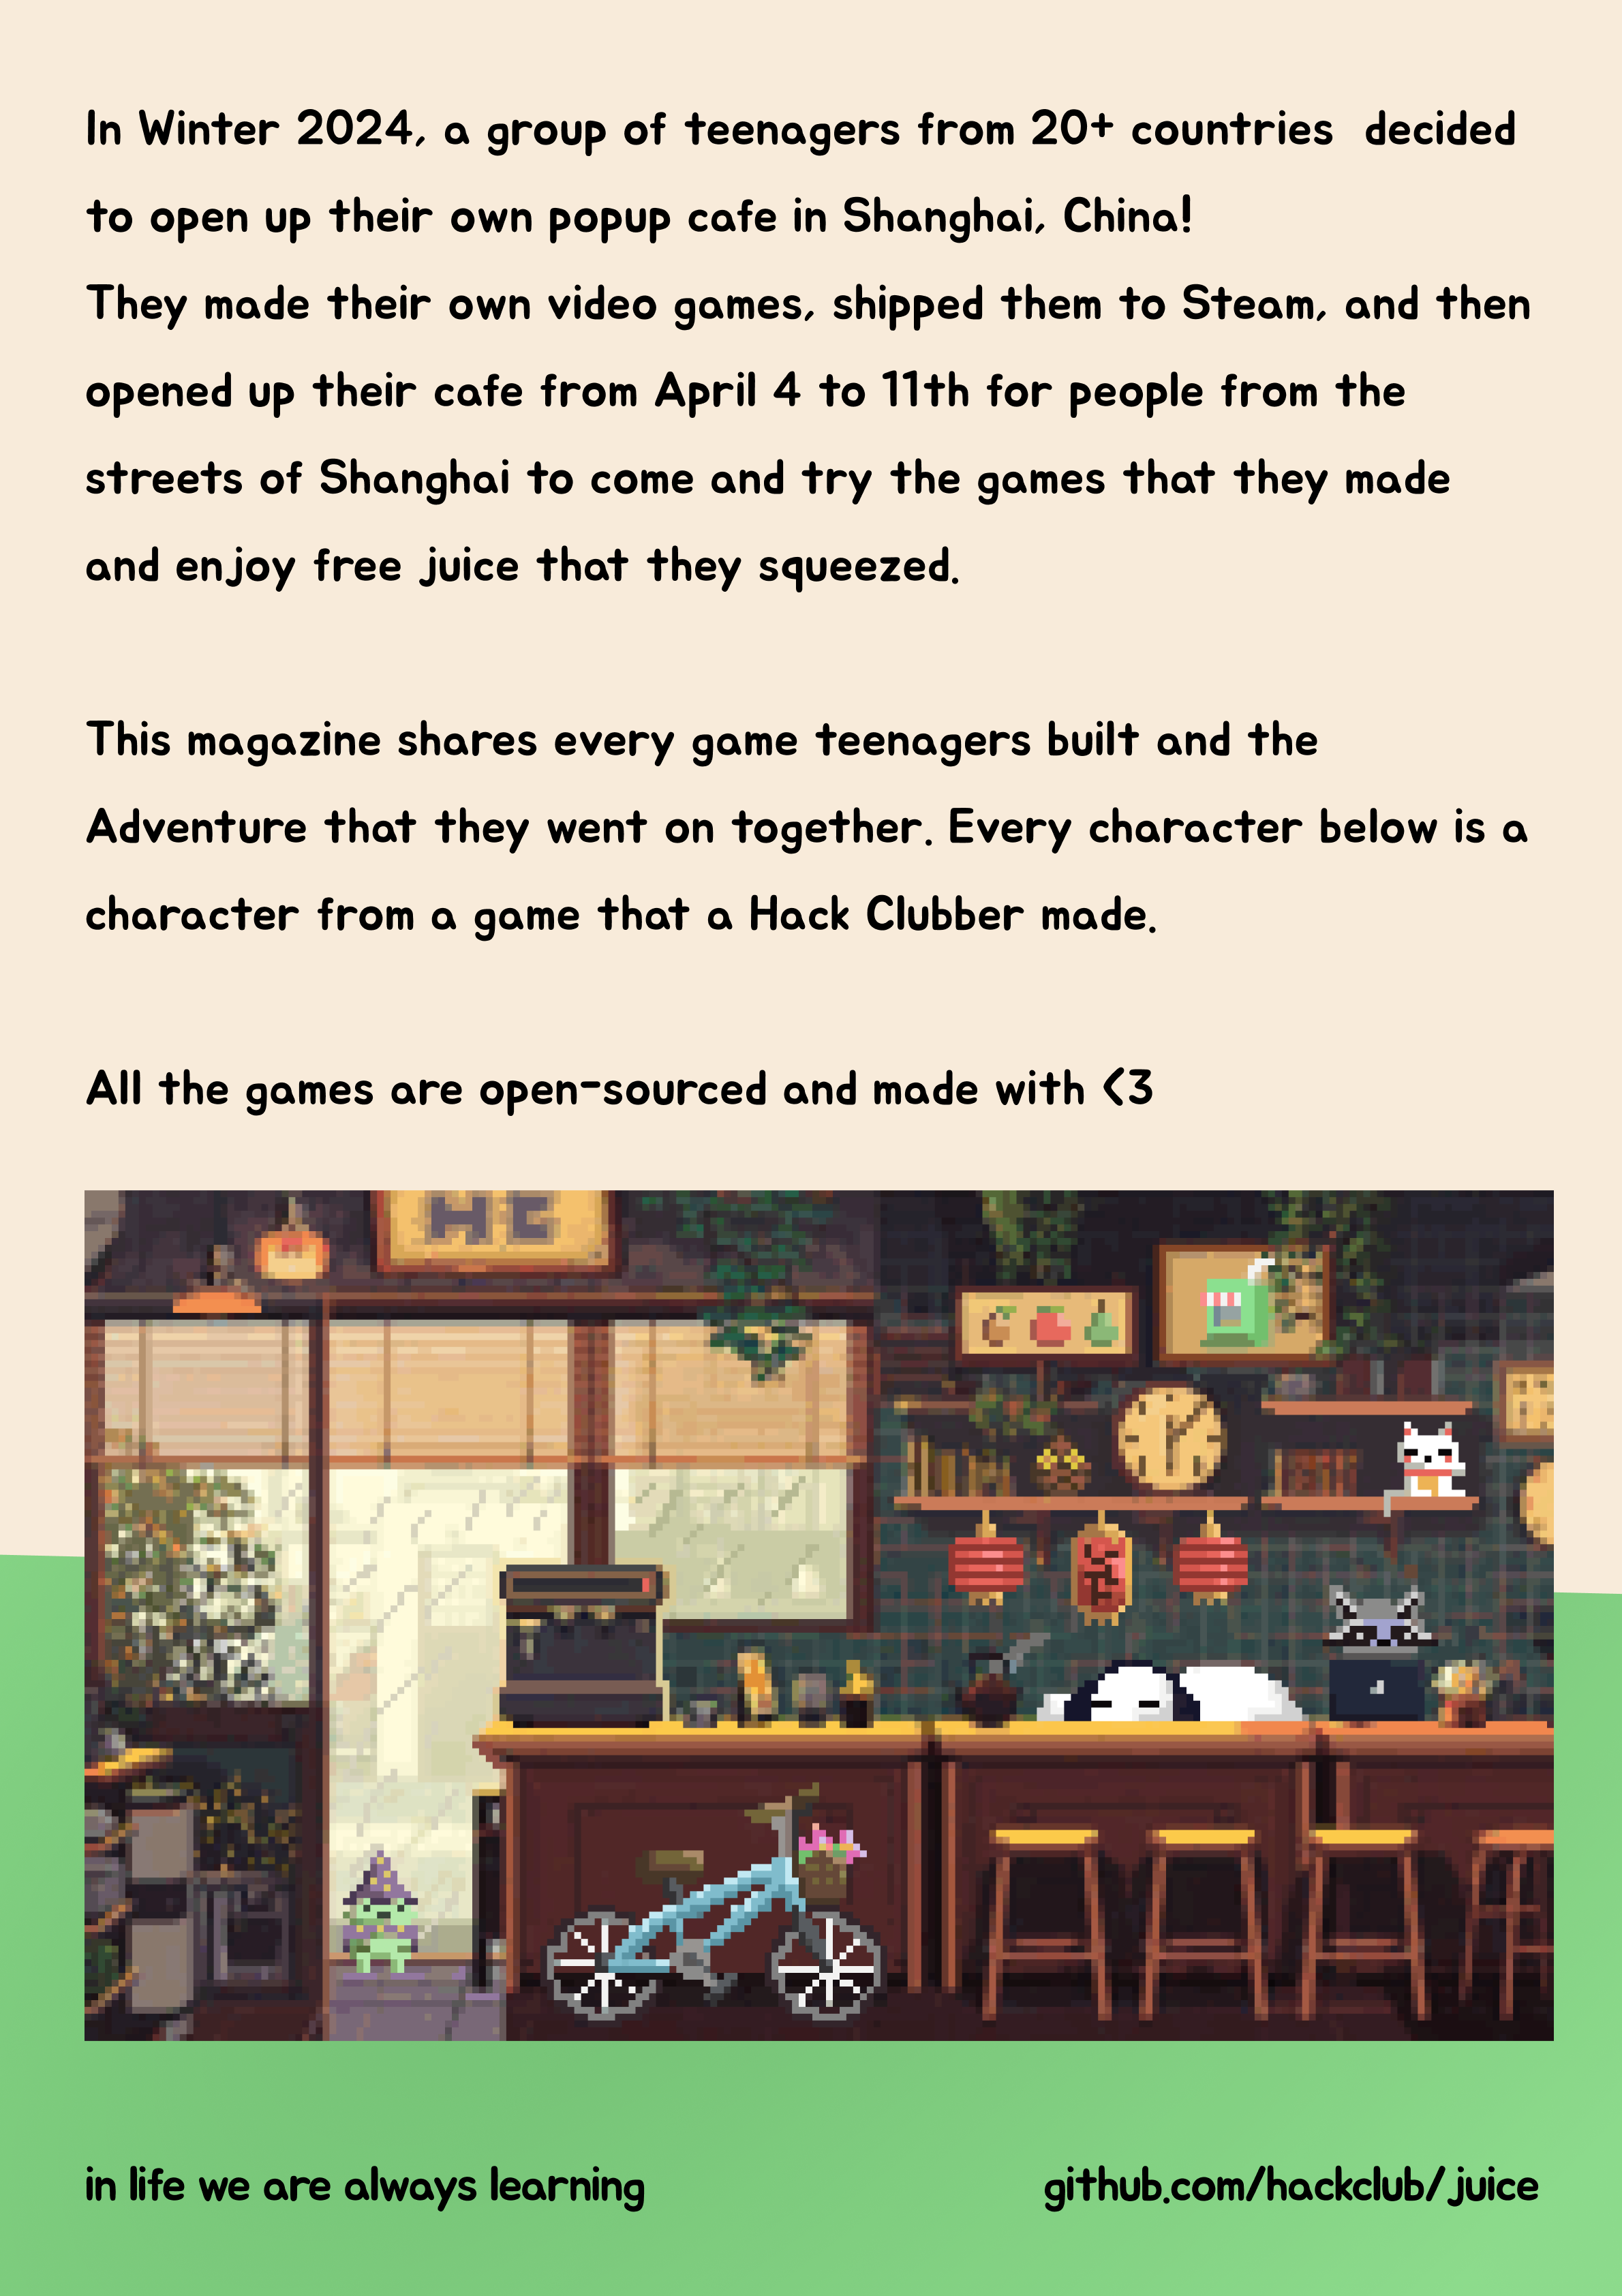 In Winter 2024, a group of teenagers from 20+ countries  decided
to open up their own popup cafe in Shanghai, China!
They made their own video games, shipped them to Steam, and then
opened up their cafe from April 4 to 11th for people from the
streets of Shanghai to come and try the games that they made
and enjoy free juice that they squeezed.
This magazine shares every game teenagers built and the
Adventure that they went on together. Every character below is a
character from a game that a Hack Clubber made.
All the games are open-sourced and made with <3
in life we are always learning
github.com/hackclub/juice